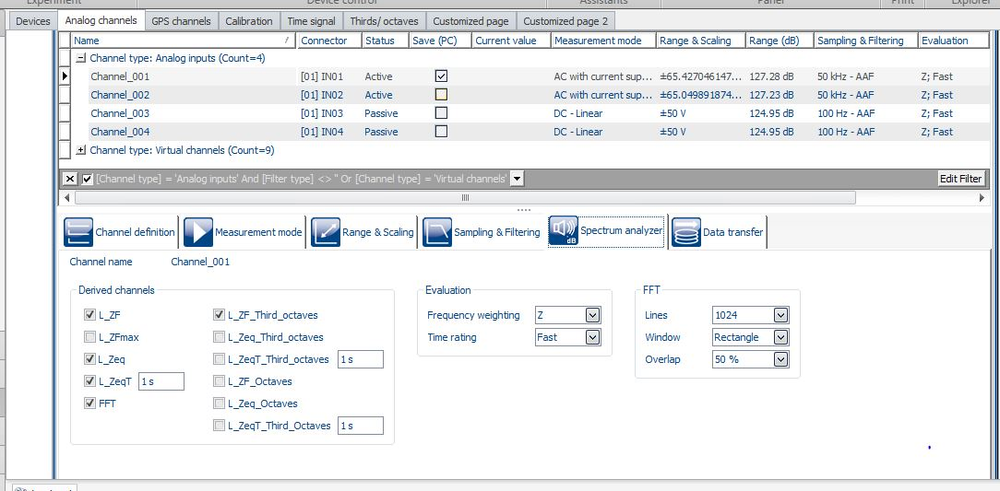 Experiment Device control Assistants Panel Print Explorer
Devices Analog channels GPS channels Calibration Time signal Thirds/ octaves Customized page Customized page 2
Name Connector Status Save (PC) Current value Measurement mode Range & Scaling Range (dB) Sampling & Filtering Evaluation
Channel type: Analog inputs (Count=4)
Channel_001 [01] IN01 Active AC with current sup... ±65.427046147... 127.28 dB 50 kHz - AAF Z; Fast
Channel_002 [01] IN02 Active AC with current sup... ±65.049891874... 127.23 dB 50 kHz - AAF Z; Fast
Channel_003 [01] IN03 Passive DC - Linear ±50 V 124.95 dB 100 Hz - AAF Z; Fast
Channel_004 [01] IN04 Passive DC - Linear ±50 V 124.95 dB 100 Hz - AAF Z; Fast
Channel type: Virtual channels (Count=9)
[Channel type] = 'Analog inputs' And [Filter type] <> '' Or [Channel type] = 'Virtual channels' Edit Filter
Channel definition Measurement mode Range & Scaling Sampling & Filtering dB Spectrum analyzer Data transfer
Channel name Channel_001
Derived channels Evaluation FFT
L_ZF L_ZF_Third_octaves Frequency weighting Z Lines 1024
L_ZFmax L_Zeq_Third_octaves Time rating Fast Window Rectangle
L_Zeq L_ZeqT_Third_octaves 1 s Overlap 50 %
L_ZeqT 1 s L_ZF_Octaves
FFT L_Zeq_Octaves
L_ZeqT_Third_Octaves 1 s